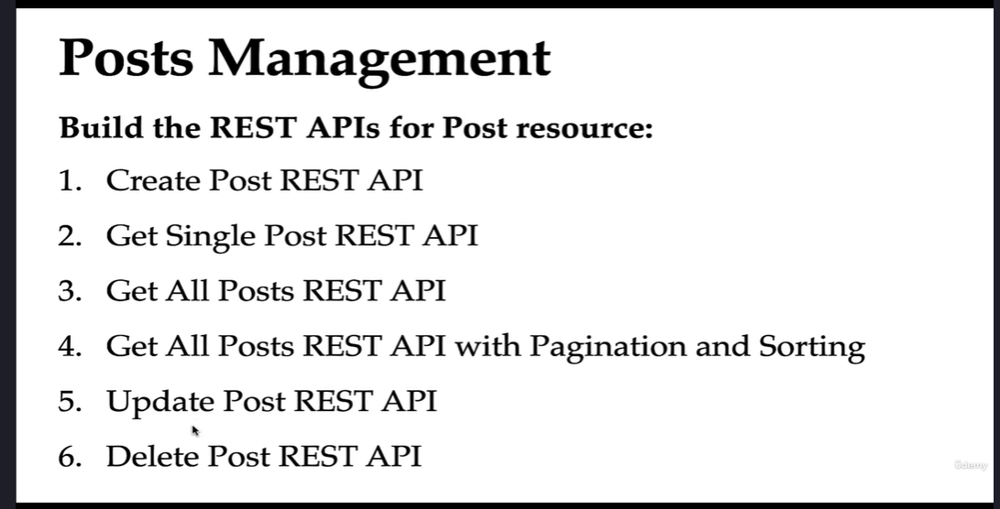 Posts Management
Build the REST APIs for Post resource:
1. Create Post REST API
2. Get Single Post REST API
3. Get All Posts REST API
4. Get All Posts REST API with Pagination and Sorting
5. Update Post REST API
6. Delete Post REST API
ûdemy